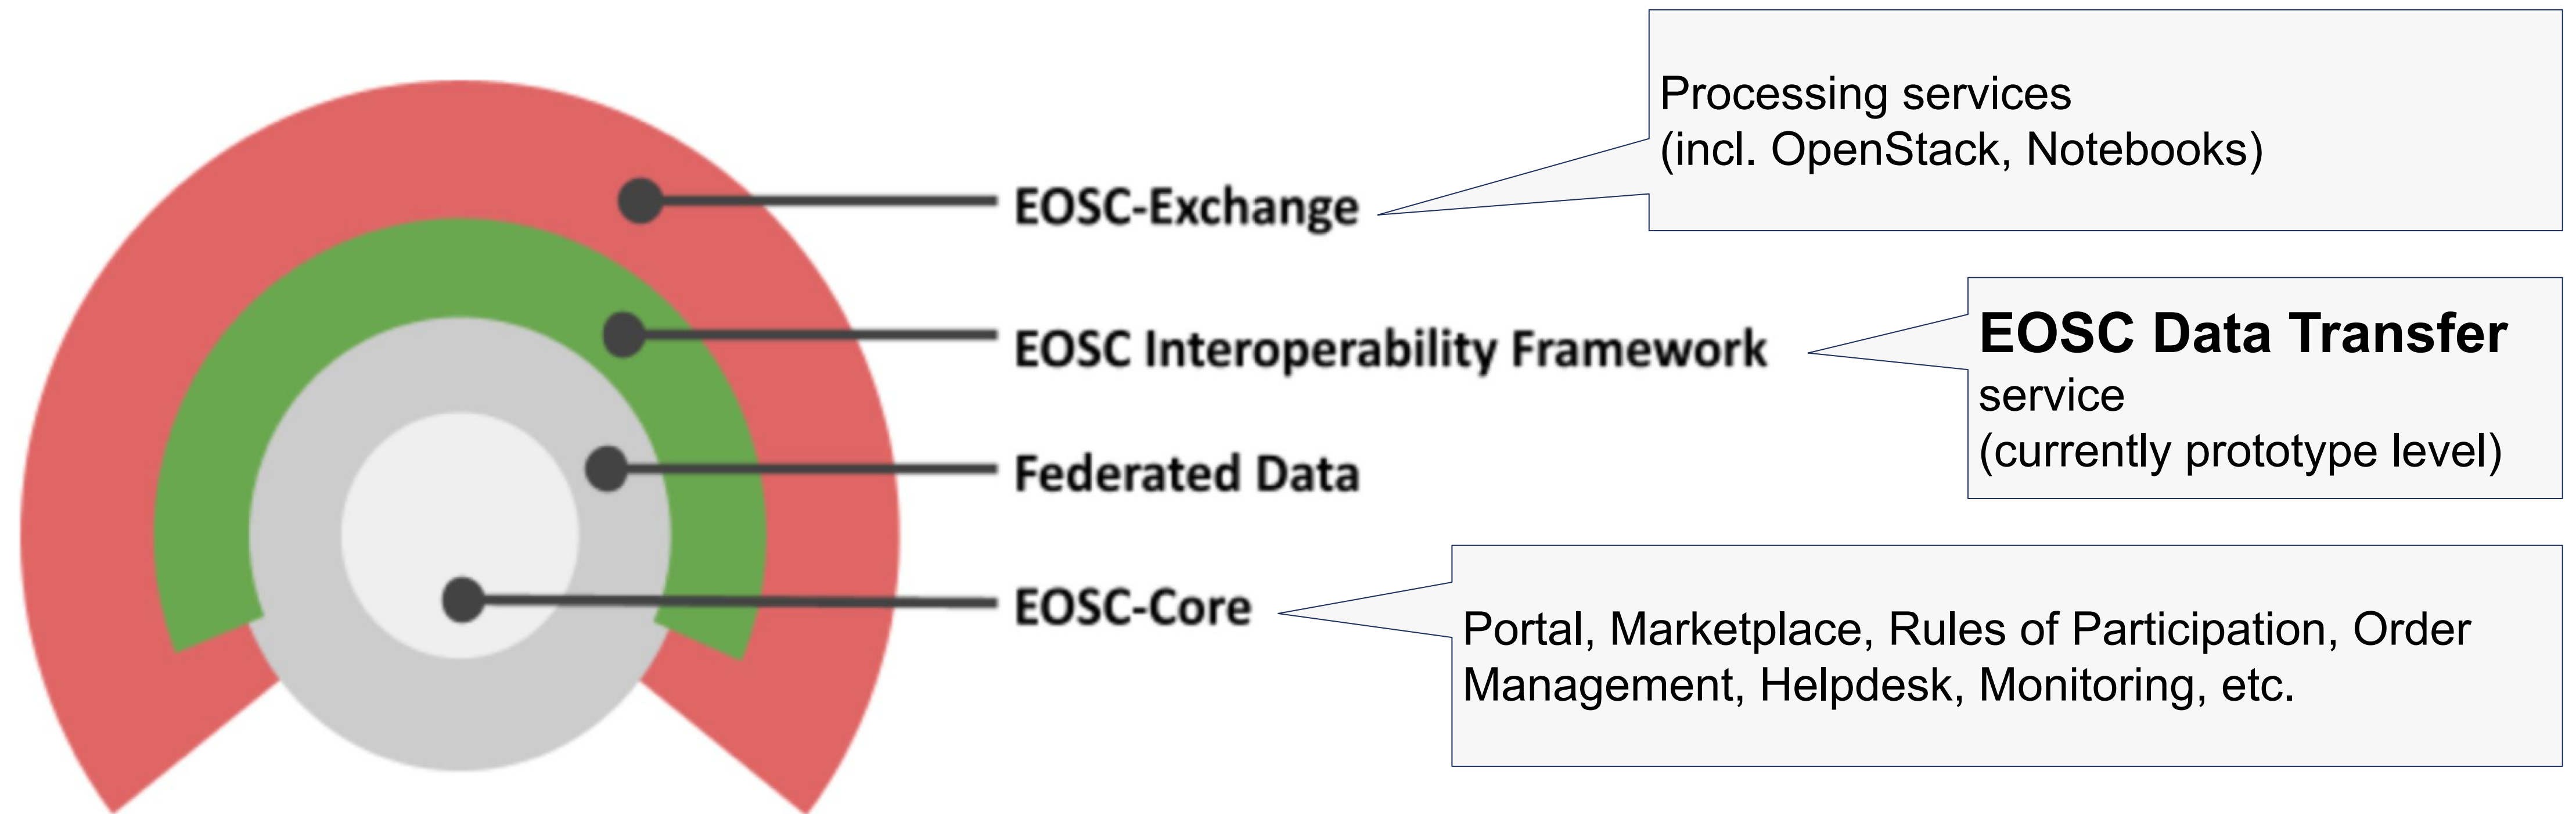 Processing services
(incl. OpenStack, Notebooks)
EOSC-Exchange
EOSC Data Transfer
service
(currently prototype level)
EOSC Interoperability Framework
Federated Data
EOSC-Core
Portal, Marketplace, Rules of Participation, Order
Management, Helpdesk, Monitoring, etc.